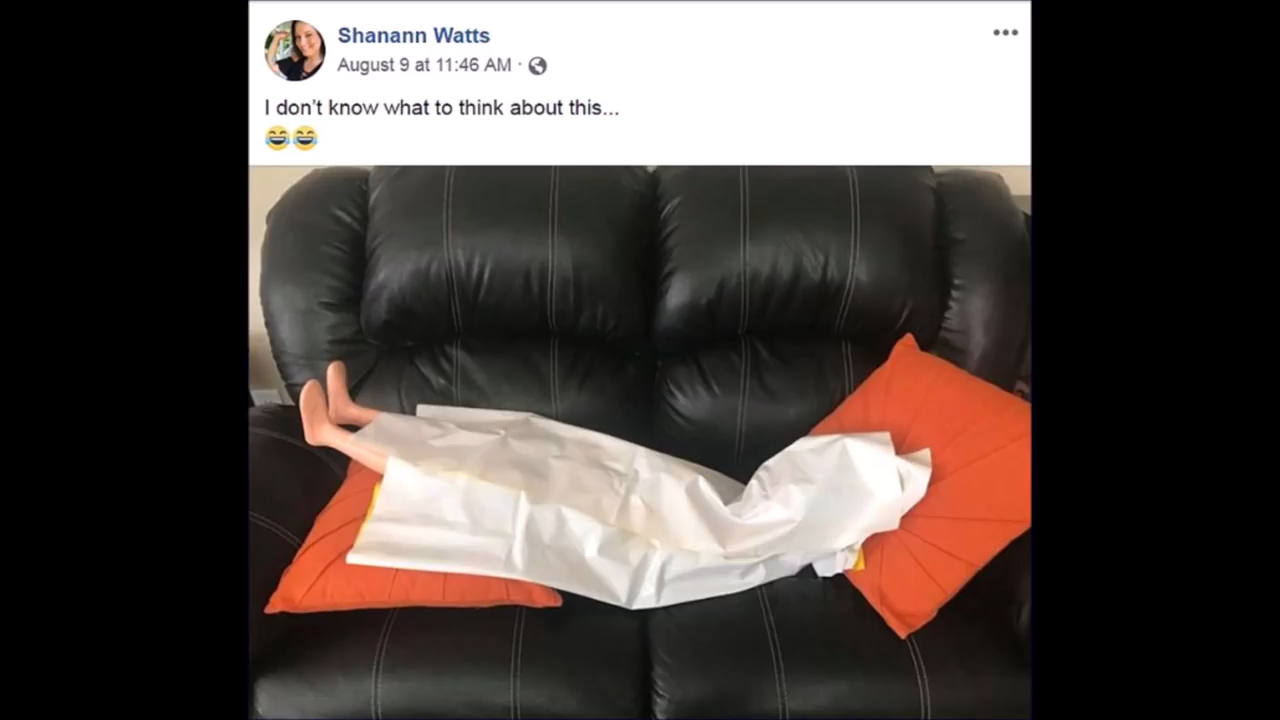 Shanann Watts
August 9 at 11:46 AM ·
I don't know what to think about this...
😂😂